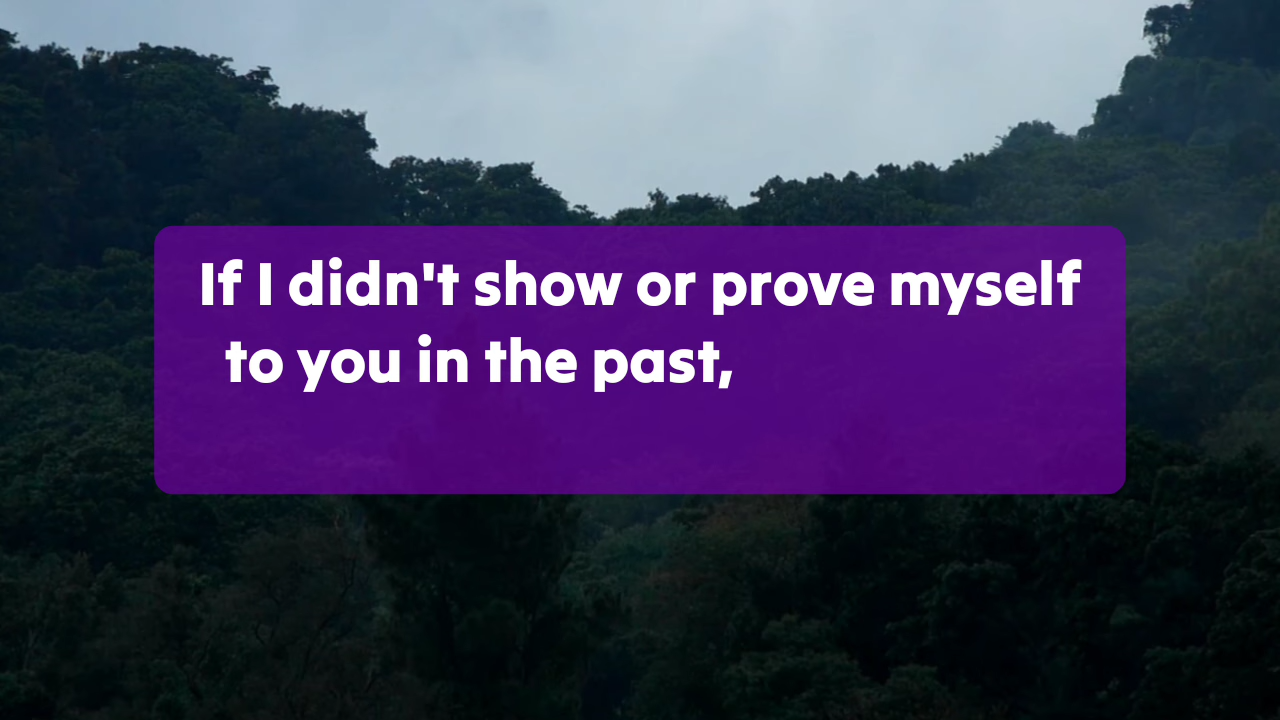 If I didn't show or prove myself
to you in the past,